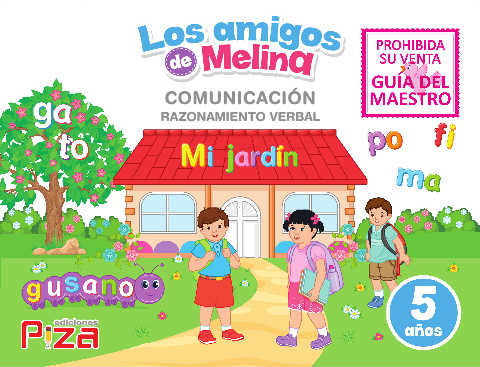 Los amigos
de Melina
COMUNICACIÓN
RAZONAMIENTO VERBAL
PROHIBIDA
SU VENTA
GUÍA DEL
MAESTRO
ga
to
po fi
ma
Mi jardín
gusano
ediciones
Piza
5
años